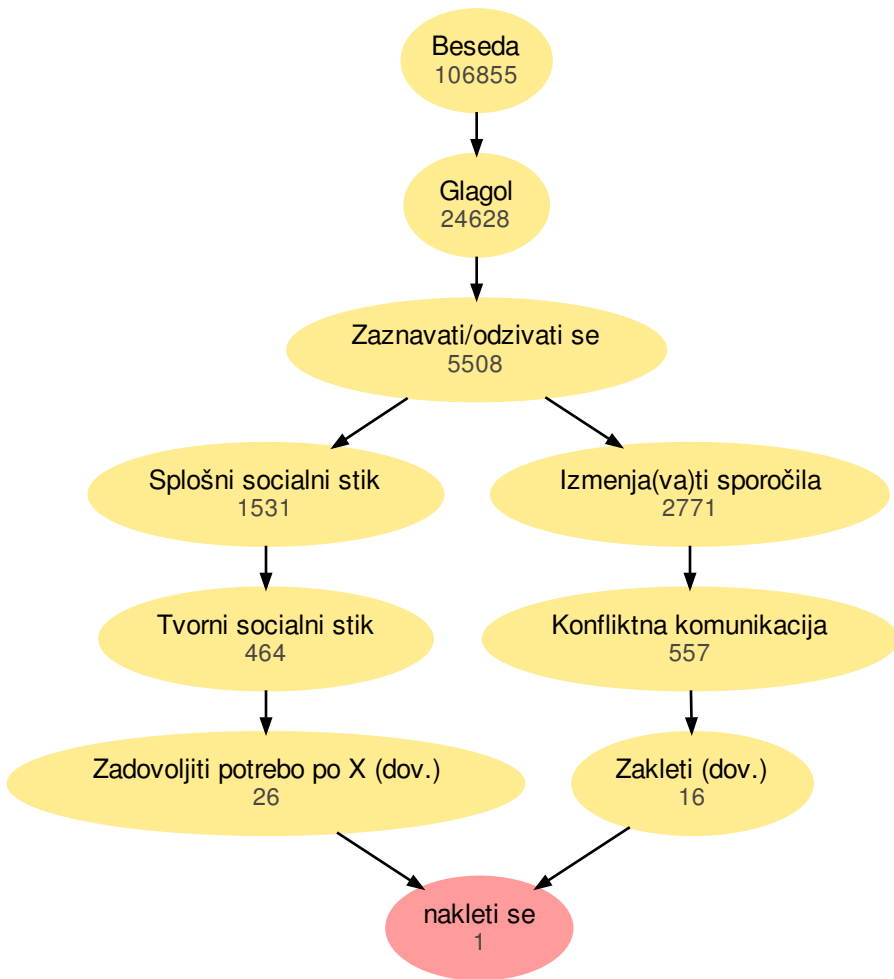 Beseda
106855
Glagol
24628
Zaznavati/odzivati se
5508
Splošni socialni stik
1531
Izmenja(va)ti sporočila
2771
Tvorni socialni stik
464
Konfliktna komunikacija
557
Zadovoljiti potrebo po X (dov.)
26
Zakleti (dov.)
16
nakleti se
1